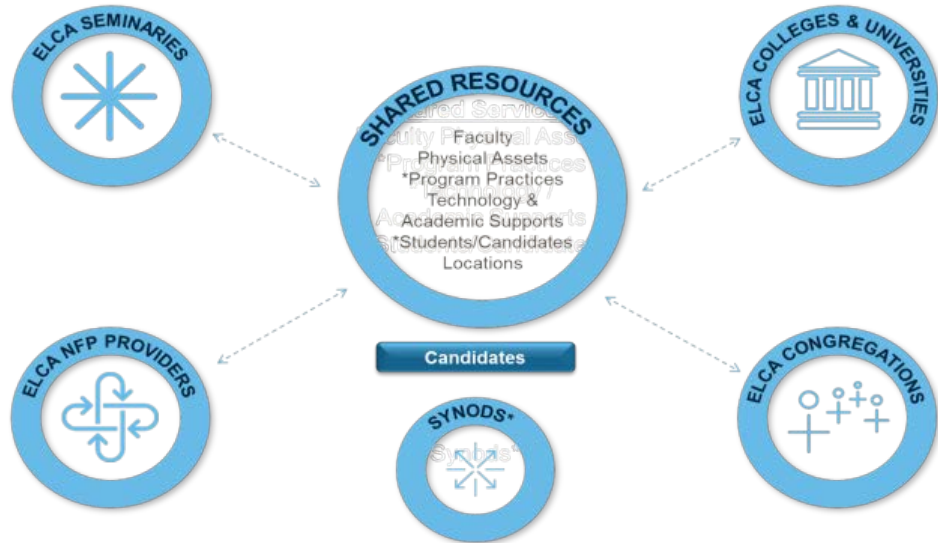 ELCA SEMINARIES
ELCA COLLEGES & UNIVERSITIES
SHARED RESOURCES
Faculty
Physical Assets
*Program Practices
Technology &
Academic Supports
*Students/Candidates
Locations
ELCA NFP PROVIDERS
Candidates
ELCA CONGREGATIONS
SYNODS*
Synods*